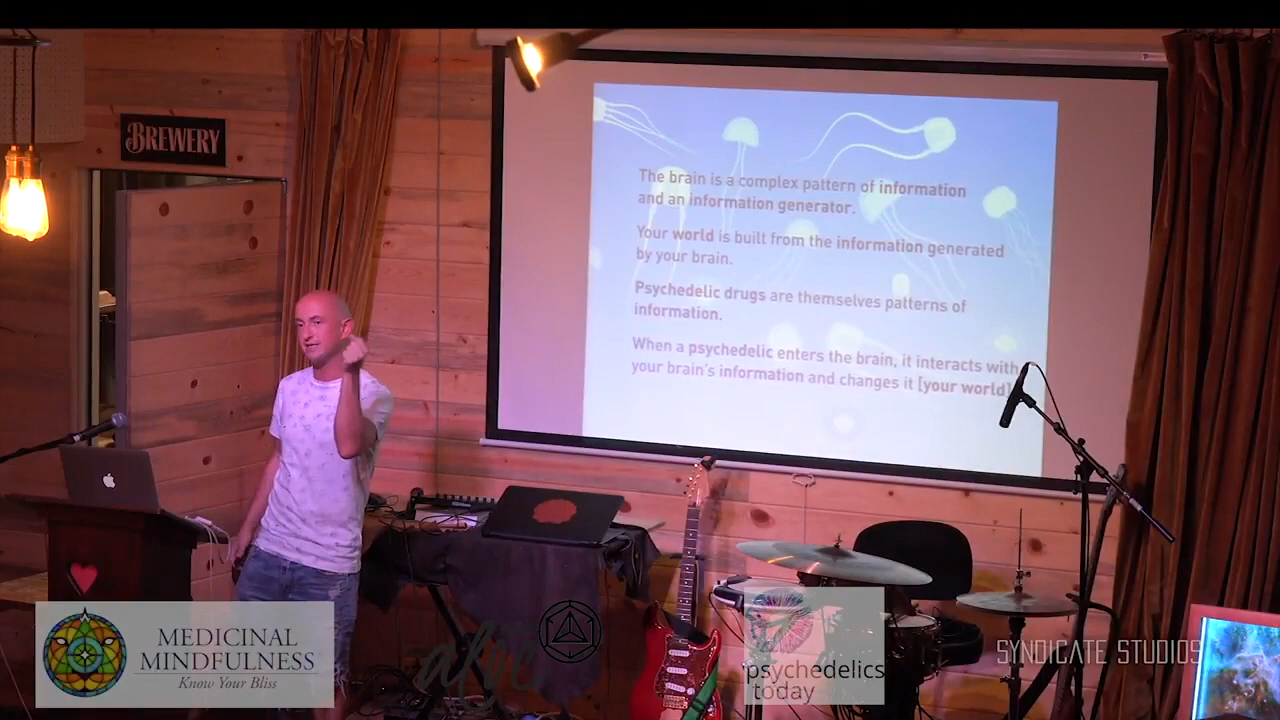 BREWERY
The brain is a complex pattern of information
and an information generator.
Your world is built from the information generated
by your brain.
Psychedelic drugs are themselves patterns of
information.
When a psychedelic enters the brain, it interacts with
your brain's information and changes it [your world]
MEDICINAL
MINDFULNESS
Know Your Bliss
psychedelics
today
SYNDICATE STUDIOS